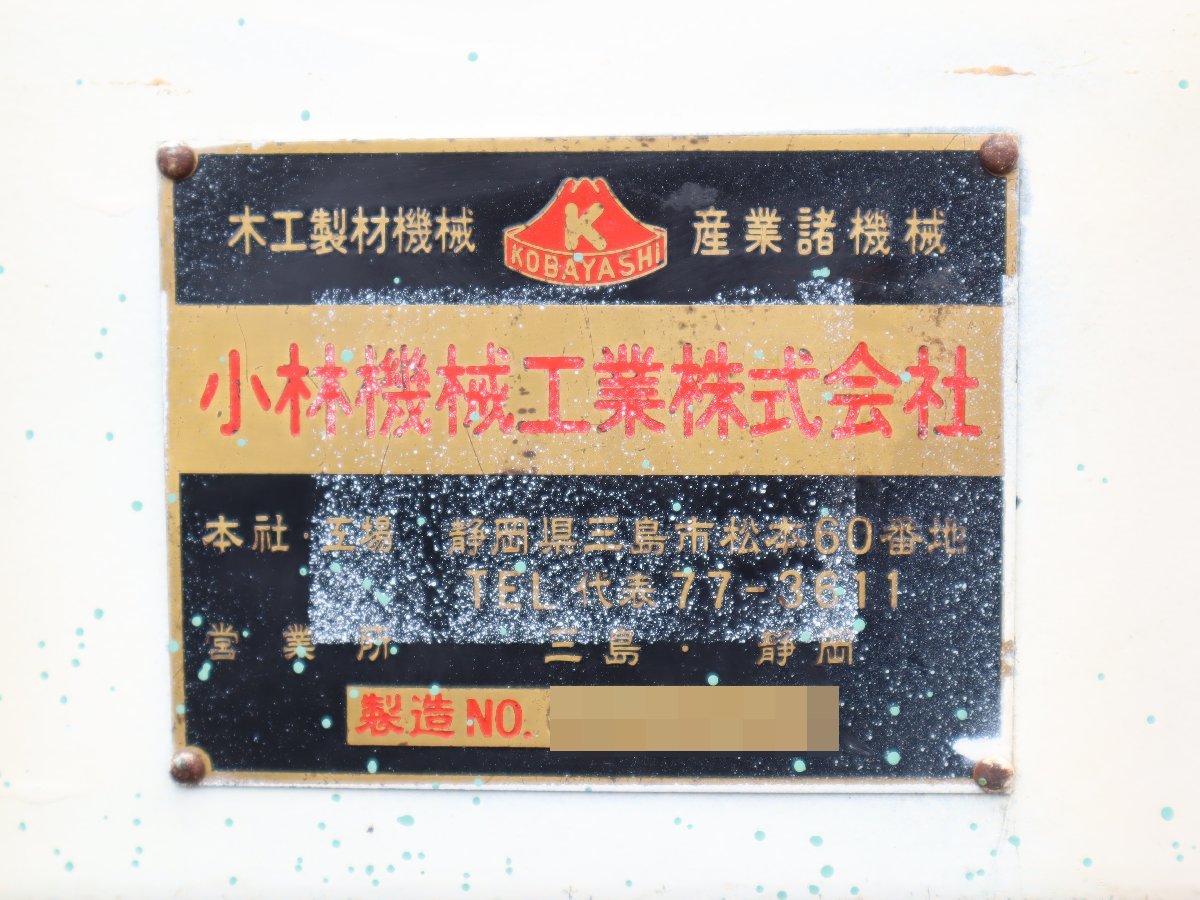 木工製材機械 K KOBAYASHI 産業諸機械
小林機械工業株式会社
本社・工場 静岡県三島市松本60番地
TEL 代表 77-3611
営業所 三島・静岡
製造NO.